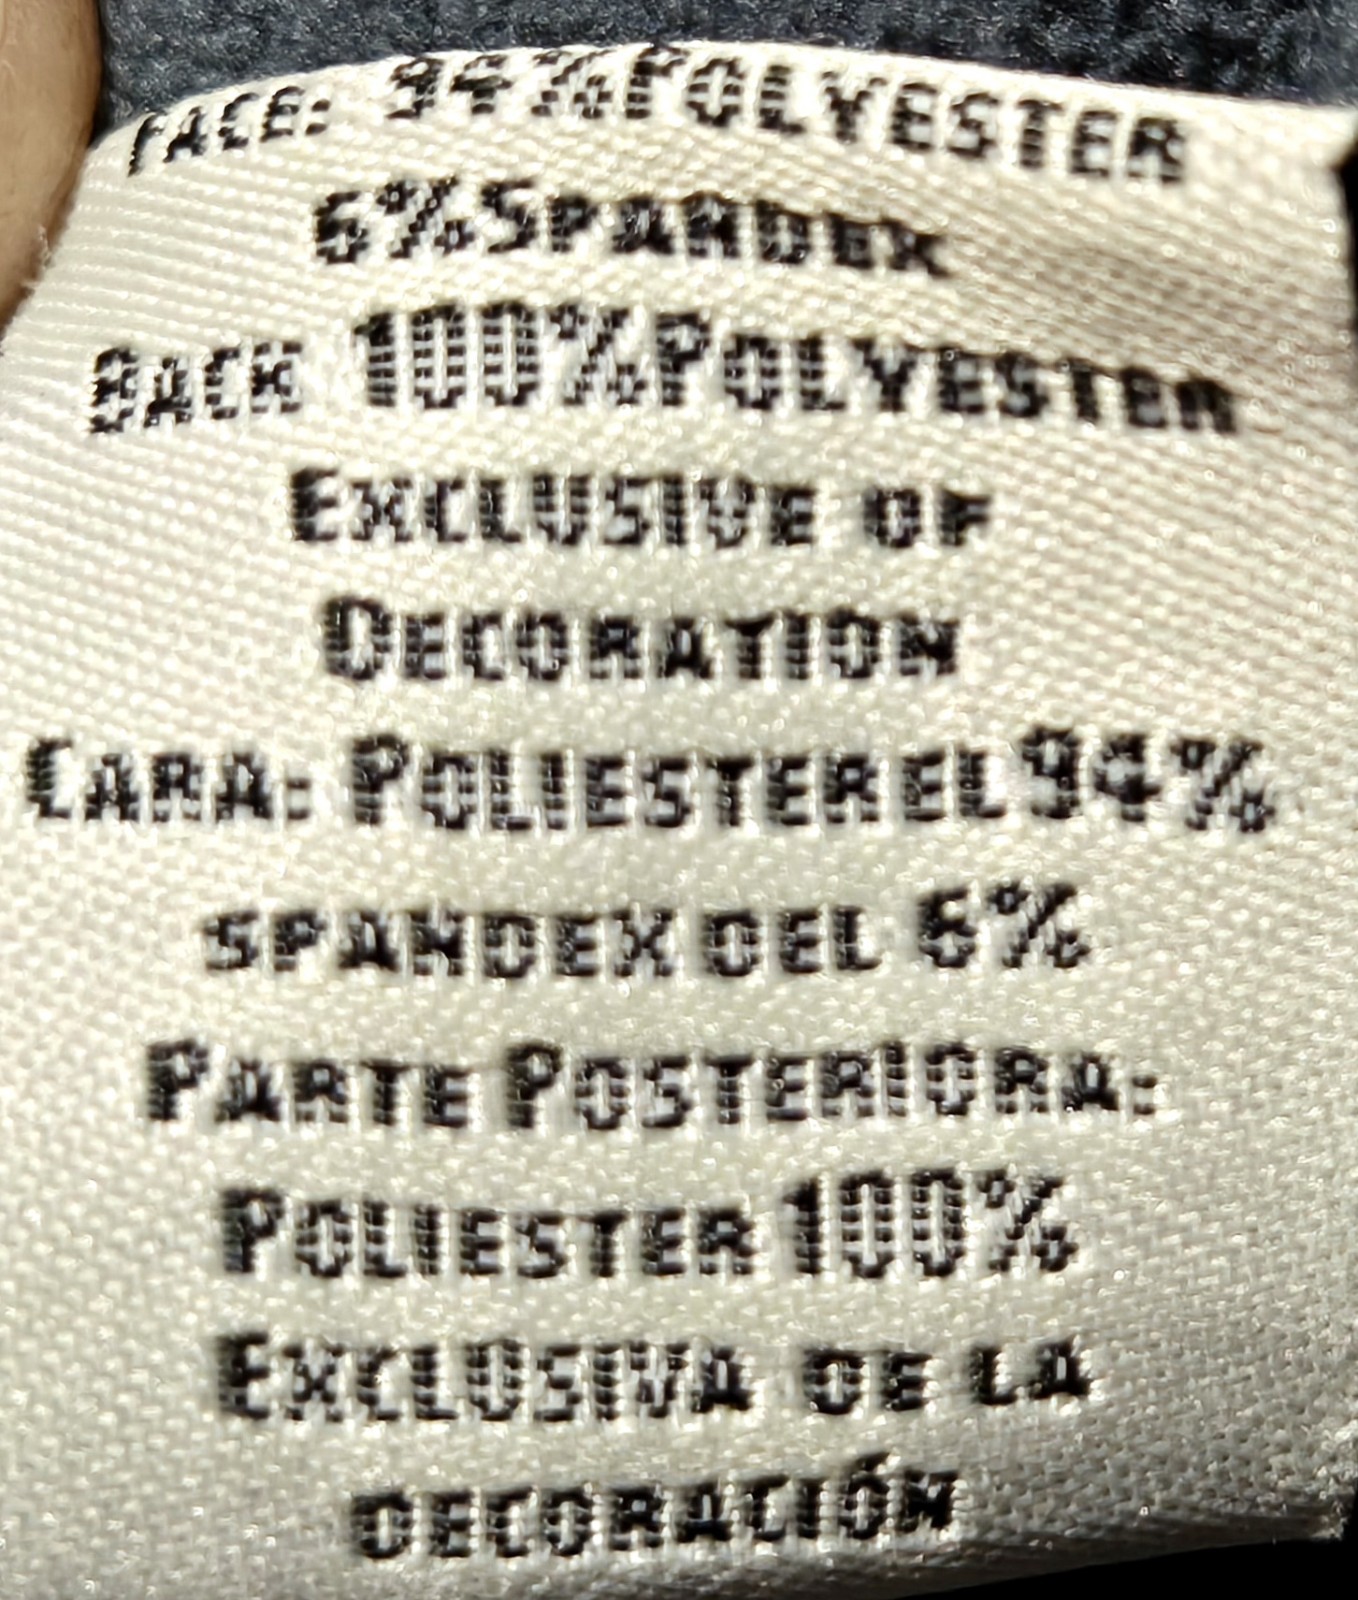 FACE: 94%POLYESTER
6%SPANDEX
BACK 100%POLYESTER
EXCLUSIVE OF
DECORATION
CARA: POLIESTER EL 94%
SPANDEX DEL 6%
PARTE POSTERIORA:
POLIESTER 100%
EXCLUSIVA DE LA
DECORACIÓN